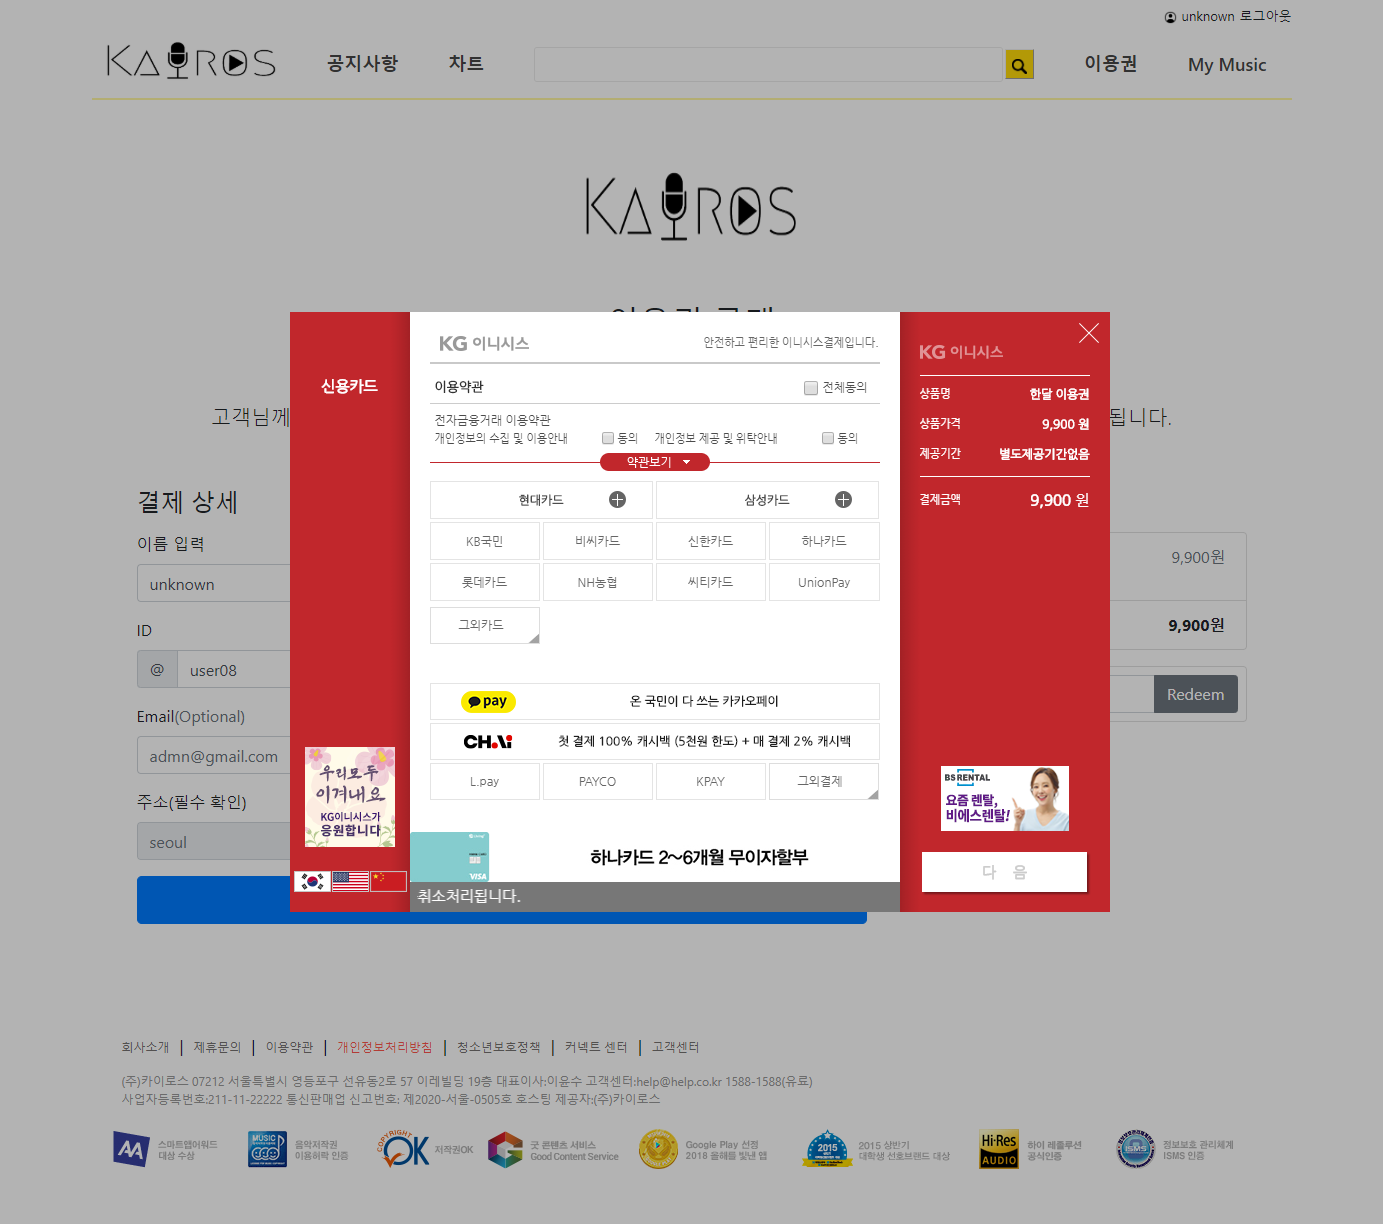 unknown 로그아웃
KAIROS 공지사항 차트 이용권 My Music
KAIROS
고객님께
됩니다.
결제 상세
이름 입력
unknown
ID
@ user08
Email(Optional)
admn@gmail.com
주소(필수 확인)
seoul
9,900원
9,900원
Redeem
신용카드
우리모두
이겨내요
KG이니시스가
응원합니다
KG 이니시스
안전하고 편리한 이니시스결제입니다.
이용약관
전체동의
전자금융거래 이용약관
개인정보의 수집 및 이용안내 동의 개인정보 제공 및 위탁안내 동의
약관보기
현대카드 삼성카드
KB국민 비씨카드 신한카드 하나카드
롯데카드 NH농협 씨티카드 UnionPay
그외카드
pay 온 국민이 다 쓰는 카카오페이
CHAI 첫 결제 100% 캐시백 (5천원 한도) + 매 결제 2% 캐시백
L.pay PAYCO KPAY 그외결제
VISA
하나카드 2~6개월 무이자할부
취소처리됩니다.
KG 이니시스
상품명 한달 이용권
상품가격 9,900 원
제공기간 별도제공기간없음
결제금액 9,900 원
BS RENTAL
요즘 렌탈,
비에스렌탈!
다 음
회사소개 | 제휴문의 | 이용약관 | 개인정보처리방침 | 청소년보호정책 | 커넥트 센터 | 고객센터
(주)카이로스 07212 서울특별시 영등포구 선유동2로 57 이레빌딩 19층 대표이사:이윤수 고객센터:help@help.co.kr 1588-1588(유료)
사업자등록번호:211-11-22222 통신판매업 신고번호: 제2020-서울-0505호 호스팅 제공자:(주)카이로스
스마트앱어워드
대상 수상
MUSIC
음악저작권
이용허락 인증
COPYRIGHT
OK
저작권OK
굿 콘텐츠 서비스
Good Content Service
Google Play 선정
2018 올해를 빛낸 앱
2015
2015 상반기
대학생 선호브랜드 대상
Hi-Res
AUDIO
하이 레졸루션
공식인증
ISMS
정보보호 관리체계
ISMS 인증